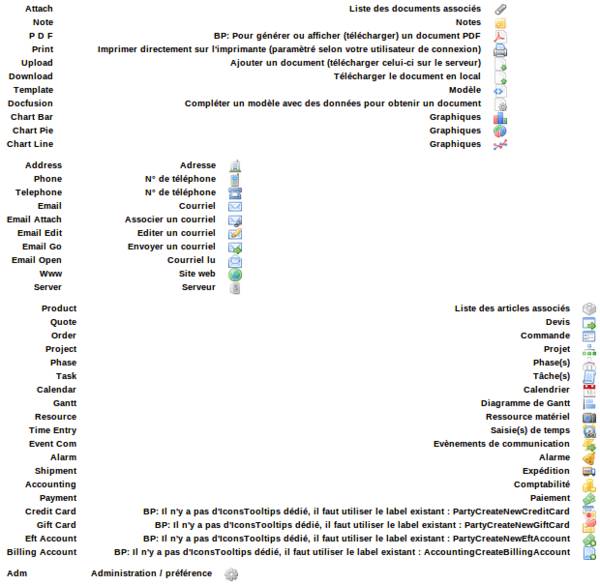 Attach Liste des documents associés
Note Notes
P D F BP: Pour générer ou afficher (télécharger) un document PDF
Print Imprimer directement sur l'imprimante (paramètré selon votre utilisateur de connexion)
Upload Ajouter un document (télécharger celui-ci sur le serveur)
Download Télécharger le document en local
Template Modèle
Docfusion Compléter un modèle avec des données pour obtenir un document
Chart Bar Graphiques
Chart Pie Graphiques
Chart Line Graphiques
Address Adresse
Phone N° de téléphone
Telephone N° de téléphone
Email Courriel
Email Attach Associer un courriel
Email Edit Editer un courriel
Email Go Envoyer un courriel
Email Open Courriel lu
Www Site web
Server Serveur
Product Liste des articles associés
Quote Devis
Order Commande
Project Projet
Phase Phase(s)
Task Tâche(s)
Calendar Calendrier
Gantt Diagramme de Gantt
Resource Ressource matériel
Time Entry Saisie(s) de temps
Event Com Evènements de communication
Alarm Alarme
Shipment Expédition
Accounting Comptabilité
Payment Paiement
Credit Card BP: Il n'y a pas d'IconsTooltips dédié, il faut utiliser le label existant : PartyCreateNewCreditCard
Gift Card BP: Il n'y a pas d'IconsTooltips dédié, il faut utiliser le label existant : PartyCreateNewGiftCard
Eft Account BP: Il n'y a pas d'IconsTooltips dédié, il faut utiliser le label existant : PartyCreateNewEftAccount
Billing Account BP: Il n'y a pas d'IconsTooltips dédié, il faut utiliser le label existant : AccountingCreateBillingAccount
Adm Administration / préférence